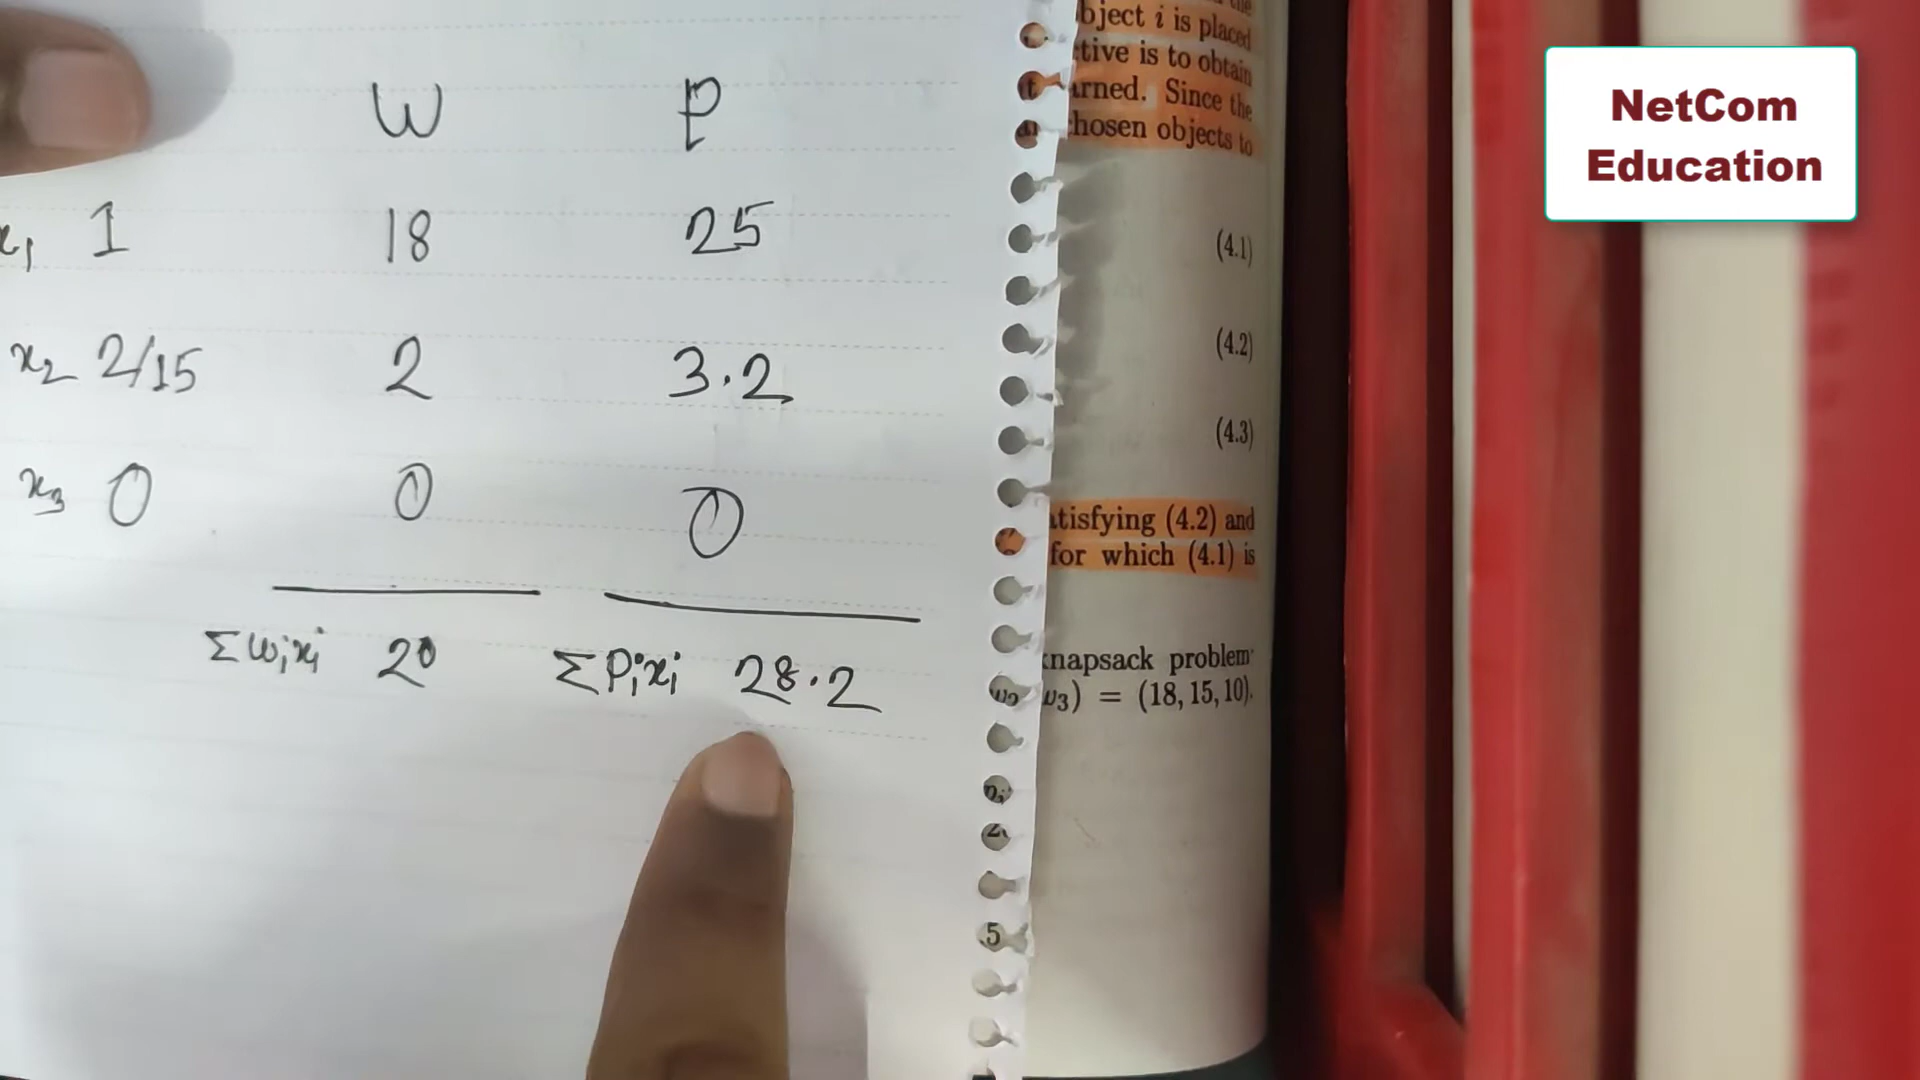 W P
x₁ 1 18 25
x₂ 2/15 2 3.2
x₃ 0 0 0
Σwᵢxᵢ 20 Σpᵢxᵢ 28.2
bject i is placed
tive is to obtain
arned. Since the
hosen objects to
(4.1)
(4.2)
(4.3)
tisfying (4.2) and
for which (4.1) is
knapsack problem
w₃) = (18, 15, 10).
.5
NetCom
Education